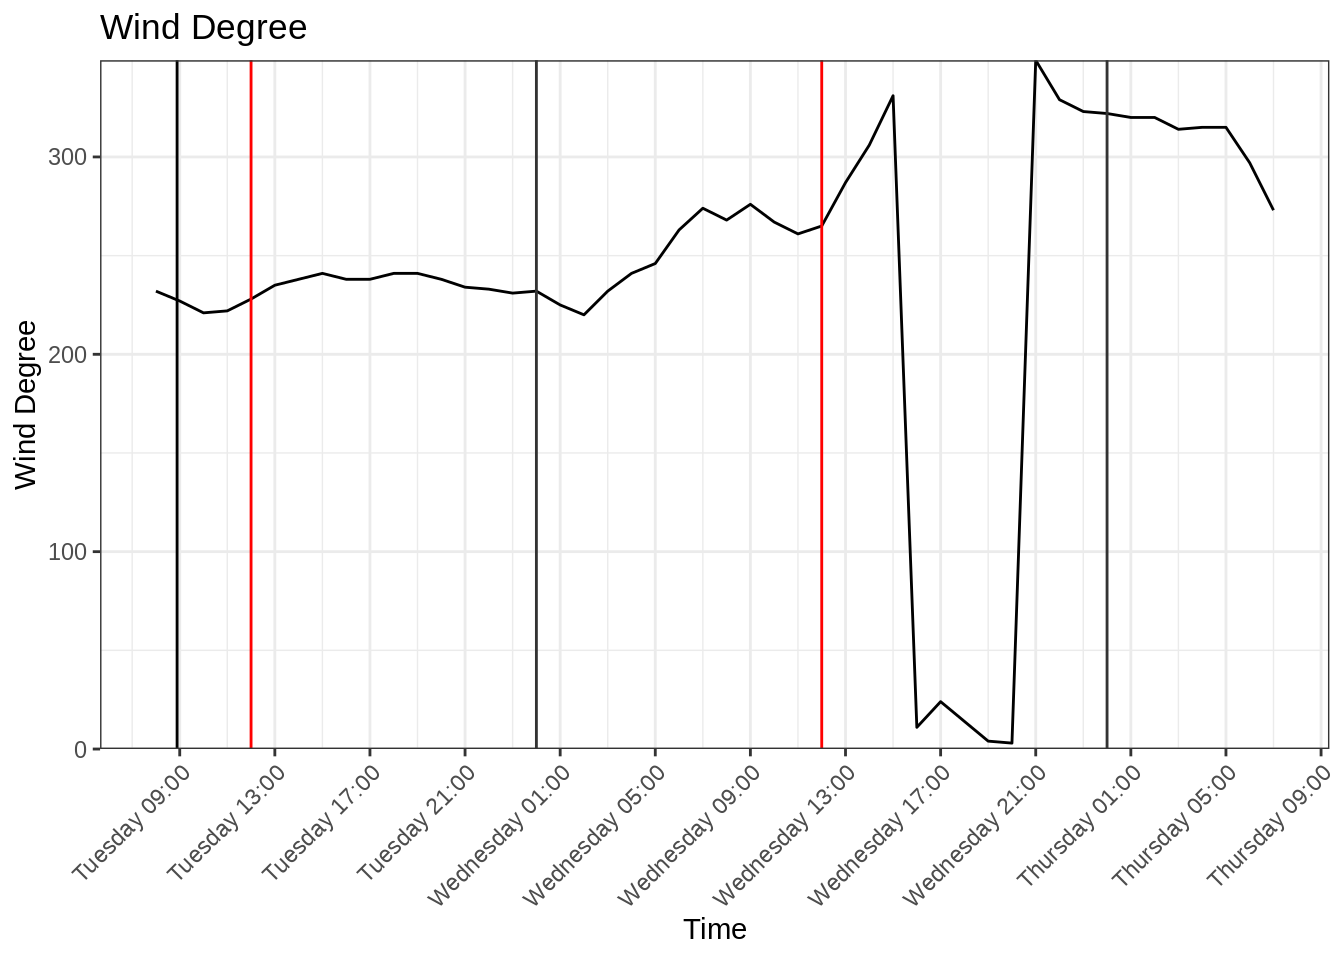 Wind Degree
Wind Degree
300
200
100
0
Tuesday 09:00
Tuesday 13:00
Tuesday 17:00
Tuesday 21:00
Wednesday 01:00
Wednesday 05:00
Wednesday 09:00
Wednesday 13:00
Wednesday 17:00
Wednesday 21:00
Thursday 01:00
Thursday 05:00
Thursday 09:00
Time